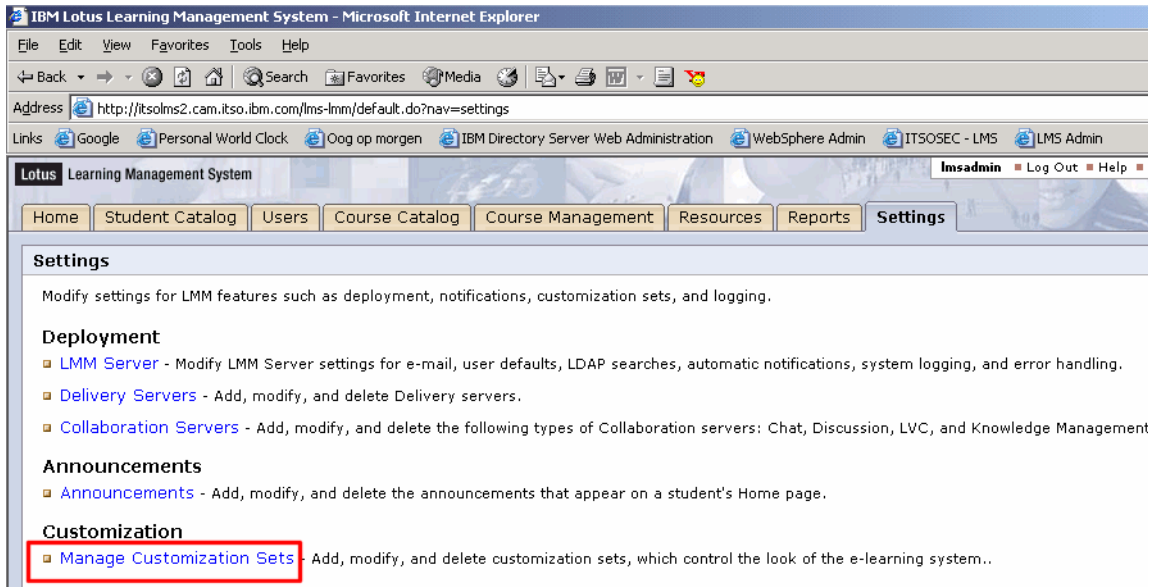 IBM Lotus Learning Management System - Microsoft Internet Explorer
File Edit View Favorites Tools Help
Back Search Favorites Media
Address http://itsolms2.cam.itso.ibm.com/lms-lmm/default.do?nav=settings
Links Google Personal World Clock Oog op morgen IBM Directory Server Web Administration WebSphere Admin ITSOSEC - LMS LMS Admin
Lotus Learning Management System lmsadmin Log Out Help
Home Student Catalog Users Course Catalog Course Management Resources Reports Settings
Settings
Modify settings for LMM features such as deployment, notifications, customization sets, and logging.
Deployment
LMM Server - Modify LMM Server settings for e-mail, user defaults, LDAP searches, automatic notifications, system logging, and error handling.
Delivery Servers - Add, modify, and delete Delivery servers.
Collaboration Servers - Add, modify, and delete the following types of Collaboration servers: Chat, Discussion, LVC, and Knowledge Management
Announcements
Announcements - Add, modify, and delete the announcements that appear on a student's Home page.
Customization
Manage Customization Sets - Add, modify, and delete customization sets, which control the look of the e-learning system..